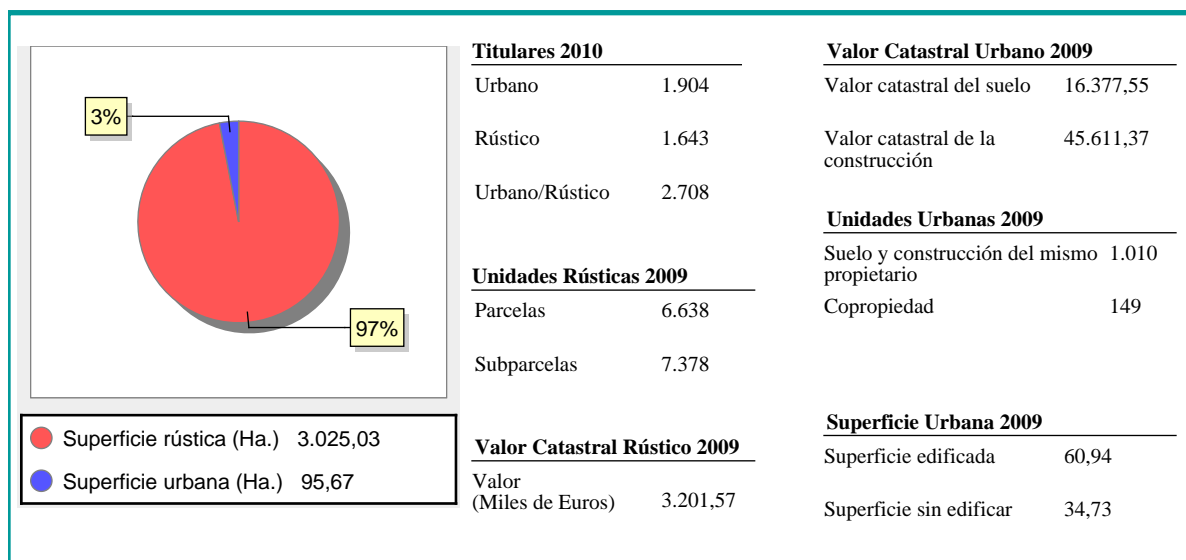 3%
97%
Superficie rústica (Ha.) 3.025,03
Superficie urbana (Ha.) 95,67
Titulares 2010
Urbano 1.904
Rústico 1.643
Urbano/Rústico 2.708
Unidades Rústicas 2009
Parcelas 6.638
Subparcelas 7.378
Valor Catastral Rústico 2009
Valor
(Miles de Euros) 3.201,57
Valor Catastral Urbano 2009
Valor catastral del suelo 16.377,55
Valor catastral de la 45.611,37
construcción
Unidades Urbanas 2009
Suelo y construcción del mismo 1.010
propietario
Copropiedad 149
Superficie Urbana 2009
Superficie edificada 60,94
Superficie sin edificar 34,73